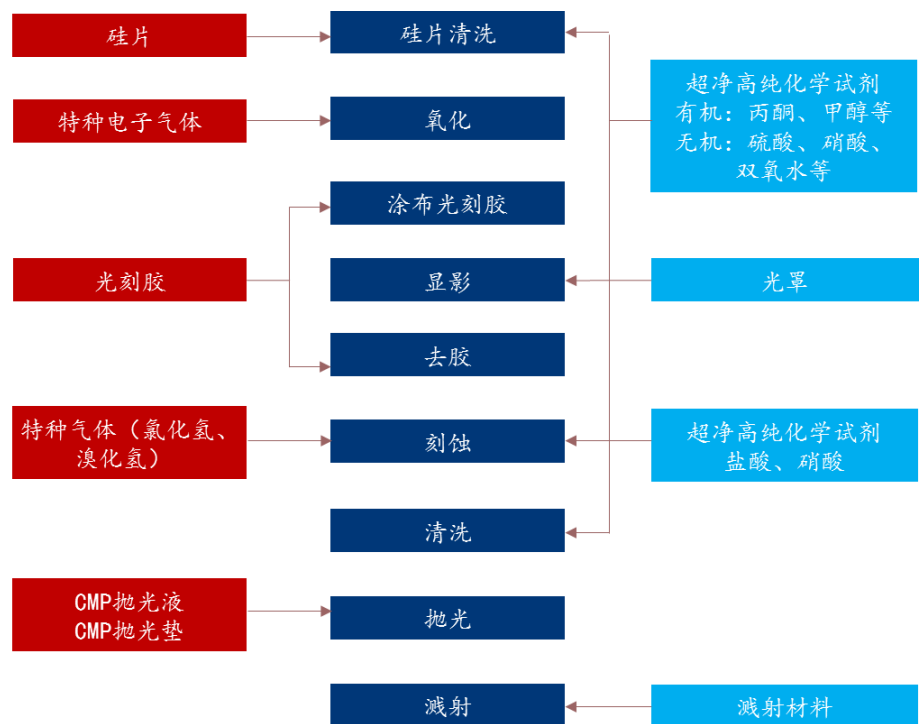 硅片
硅片清洗
超净高纯化学试剂
有机：丙酮、甲醇等
无机：硫酸、硝酸、
双氧水等
特种电子气体
氧化
涂布光刻胶
光刻胶
显影
光罩
去胶
特种气体（氯化氢、
溴化氢）
刻蚀
超净高纯化学试剂
盐酸、硝酸
清洗
CMP抛光液
CMP抛光垫
抛光
溅射
溅射材料